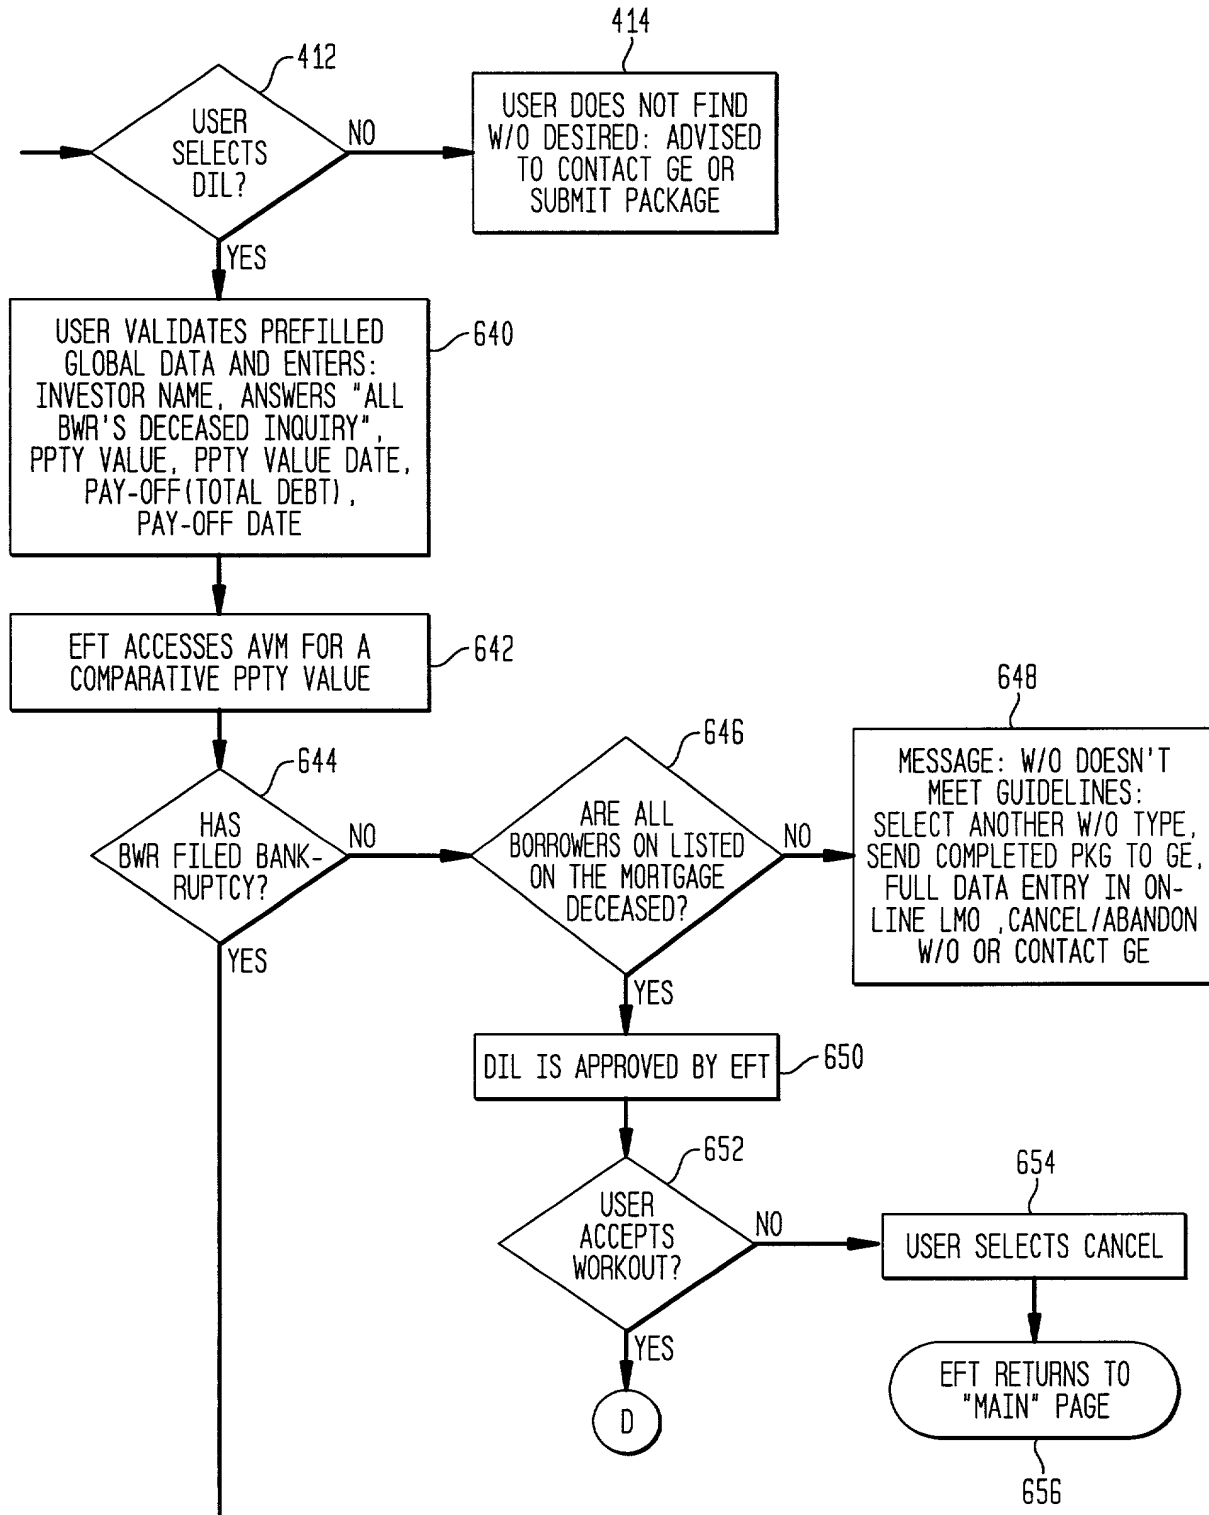 414
412
USER
SELECTS
DIL?
NO
USER DOES NOT FIND
W/O DESIRED: ADVISED
TO CONTACT GE OR
SUBMIT PACKAGE
YES
USER VALIDATES PREFILLED
GLOBAL DATA AND ENTERS:
INVESTOR NAME, ANSWERS "ALL
BWR'S DECEASED INQUIRY",
PPTY VALUE, PPTY VALUE DATE,
PAY-OFF(TOTAL DEBT),
PAY-OFF DATE
640
EFT ACCESSES AVM FOR A
COMPARATIVE PPTY VALUE
642
644
HAS
BWR FILED BANK-
RUPTCY?
NO
YES
646
ARE ALL
BORROWERS ON LISTED
ON THE MORTGAGE
DECEASED?
NO
YES
648
MESSAGE: W/O DOESN'T
MEET GUIDELINES:
SELECT ANOTHER W/O TYPE,
SEND COMPLETED PKG TO GE,
FULL DATA ENTRY IN ON-
LINE LMO ,CANCEL/ABANDON
W/O OR CONTACT GE
DIL IS APPROVED BY EFT
650
652
USER
ACCEPTS
WORKOUT?
NO
YES
654
USER SELECTS CANCEL
D
EFT RETURNS TO
"MAIN" PAGE
656